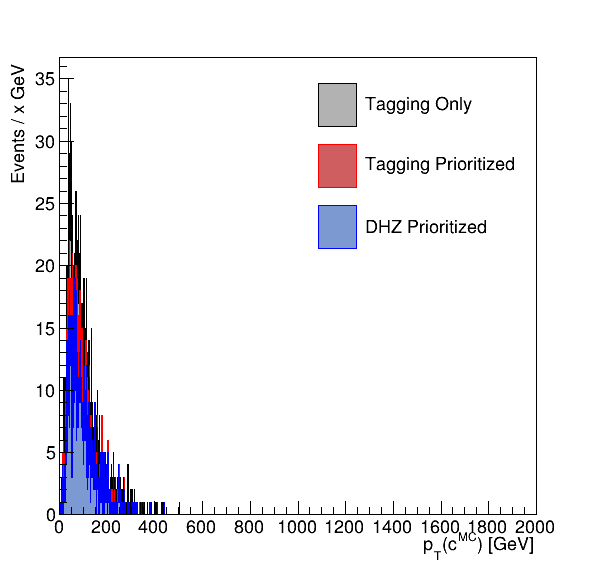 Events / x GeV
35
30
25
20
15
10
5
0
Tagging Only
Tagging Prioritized
DHZ Prioritized
0 200 400 600 800 1000 1200 1400 1600 1800 2000
p_T(c^MC) [GeV]